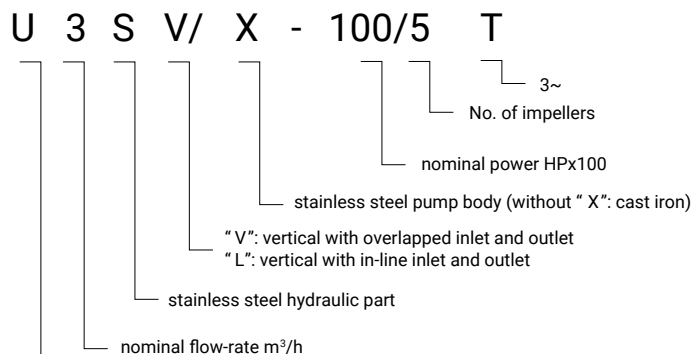 U 3 S V/ X - 100/5 T
3~
No. of impellers
nominal power HPx100
stainless steel pump body (without “ X”: cast iron)
“ V”: vertical with overlapped inlet and outlet
“ L”: vertical with in-line inlet and outlet
stainless steel hydraulic part
nominal flow-rate m³/h